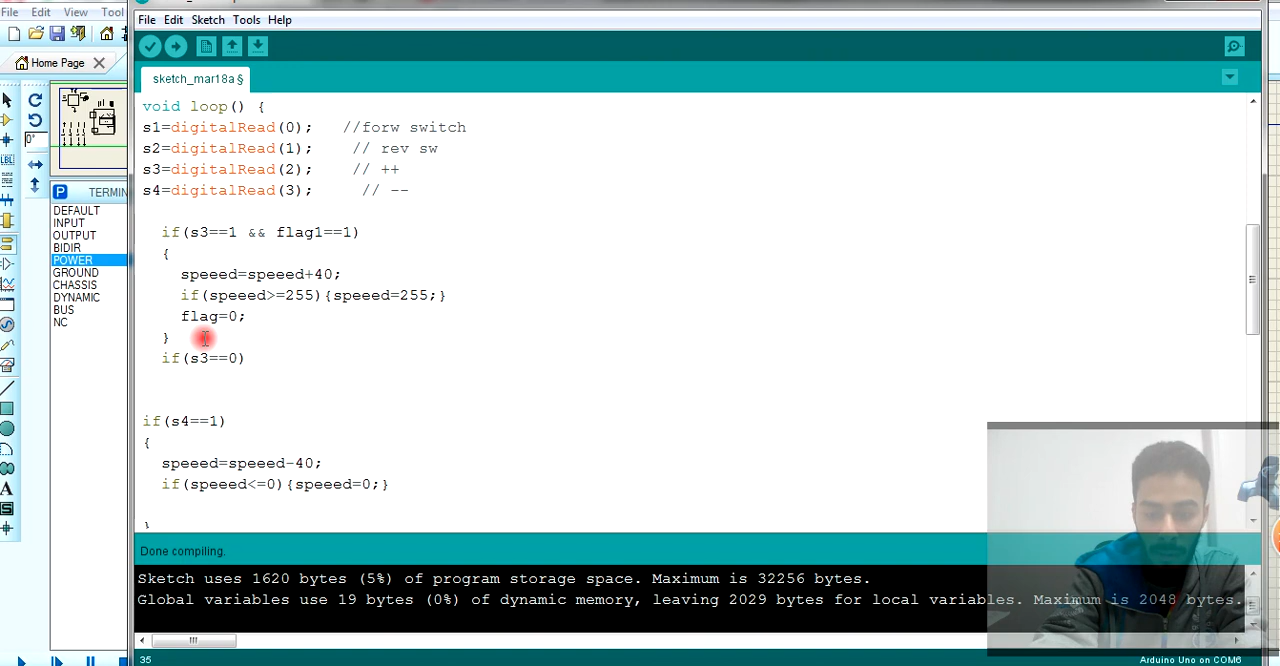 File Edit View Tool
File Edit Sketch Tools Help
Home Page
sketch_mar18a §
void loop() {
s1=digitalRead(0);   //forw switch
s2=digitalRead(1);    // rev sw
s3=digitalRead(2);    // ++
s4=digitalRead(3);     // --
if(s3==1 && flag1==1)
{
speeed=speeed+40;
if(speeed>=255){speeed=255;}
flag=0;
}
if(s3==0)
if(s4==1)
{
speeed=speeed-40;
if(speeed<=0){speeed=0;}
}
0°
LBL
P TERMIN
DEFAULT
INPUT
OUTPUT
BIDIR
POWER
GROUND
CHASSIS
DYNAMIC
BUS
NC
A
S
Done compiling.
Sketch uses 1620 bytes (5%) of program storage space. Maximum is 32256 bytes.
Global variables use 19 bytes (0%) of dynamic memory, leaving 2029 bytes for local variables. Maximum is 2048 bytes.
35
Arduino Uno on COM6